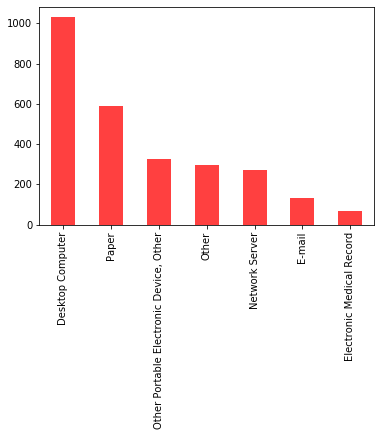 1000
800
600
400
200
0
Desktop Computer
Paper
Other Portable Electronic Device, Other
Other
Network Server
E-mail
Electronic Medical Record